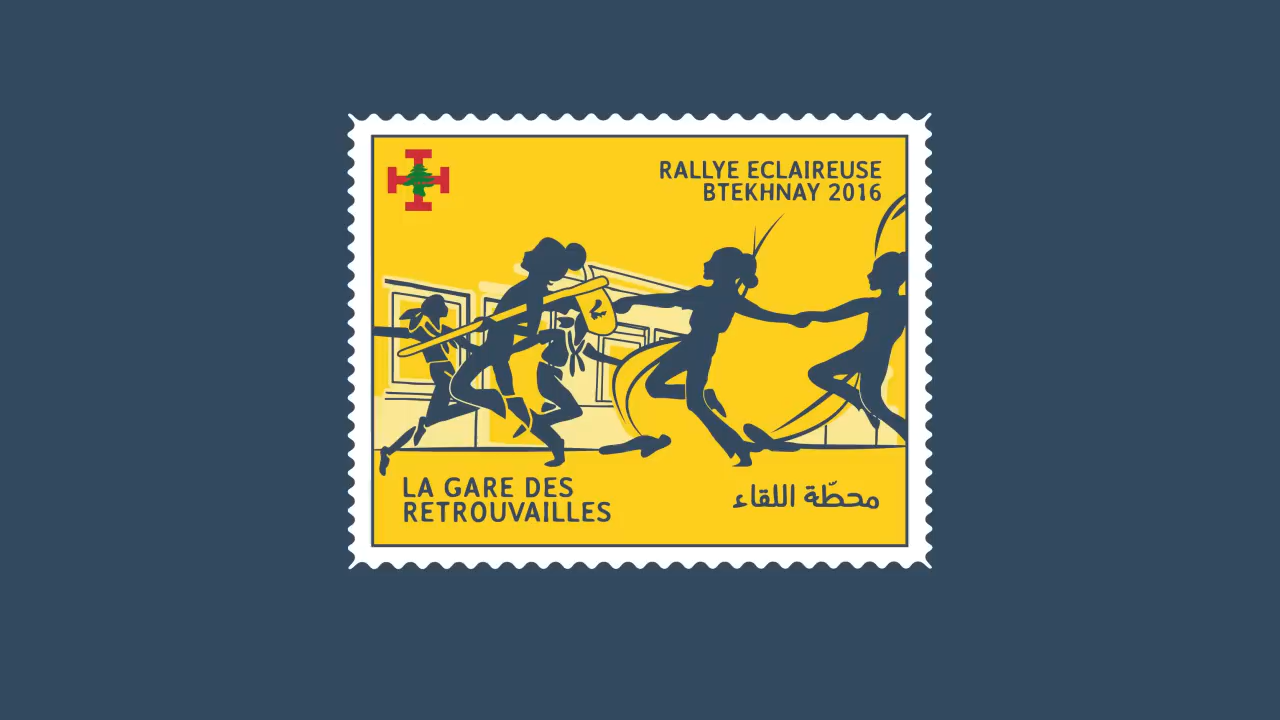 RALLYE ECLAIREUSE
BTEKHNAY 2016
LA GARE DES
RETROUVAILLES
محطّة اللقاء